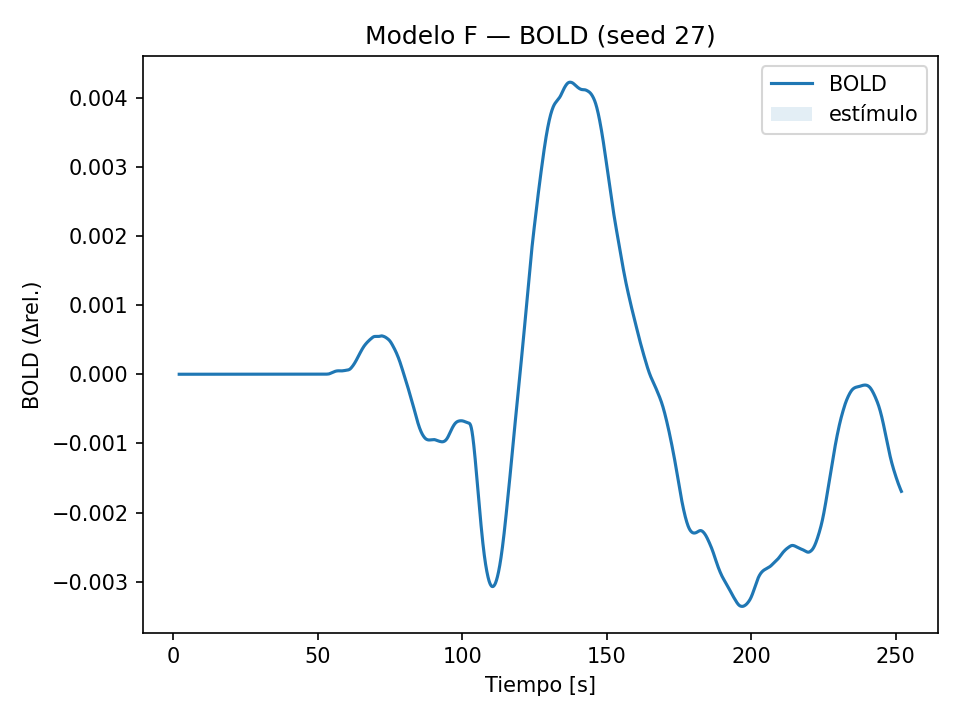 Modelo F — BOLD (seed 27)
BOLD
estímulo
0.004
0.003
0.002
0.001
0.000
−0.001
−0.002
−0.003
BOLD (Δrel.)
0
50
100
150
200
250
Tiempo [s]